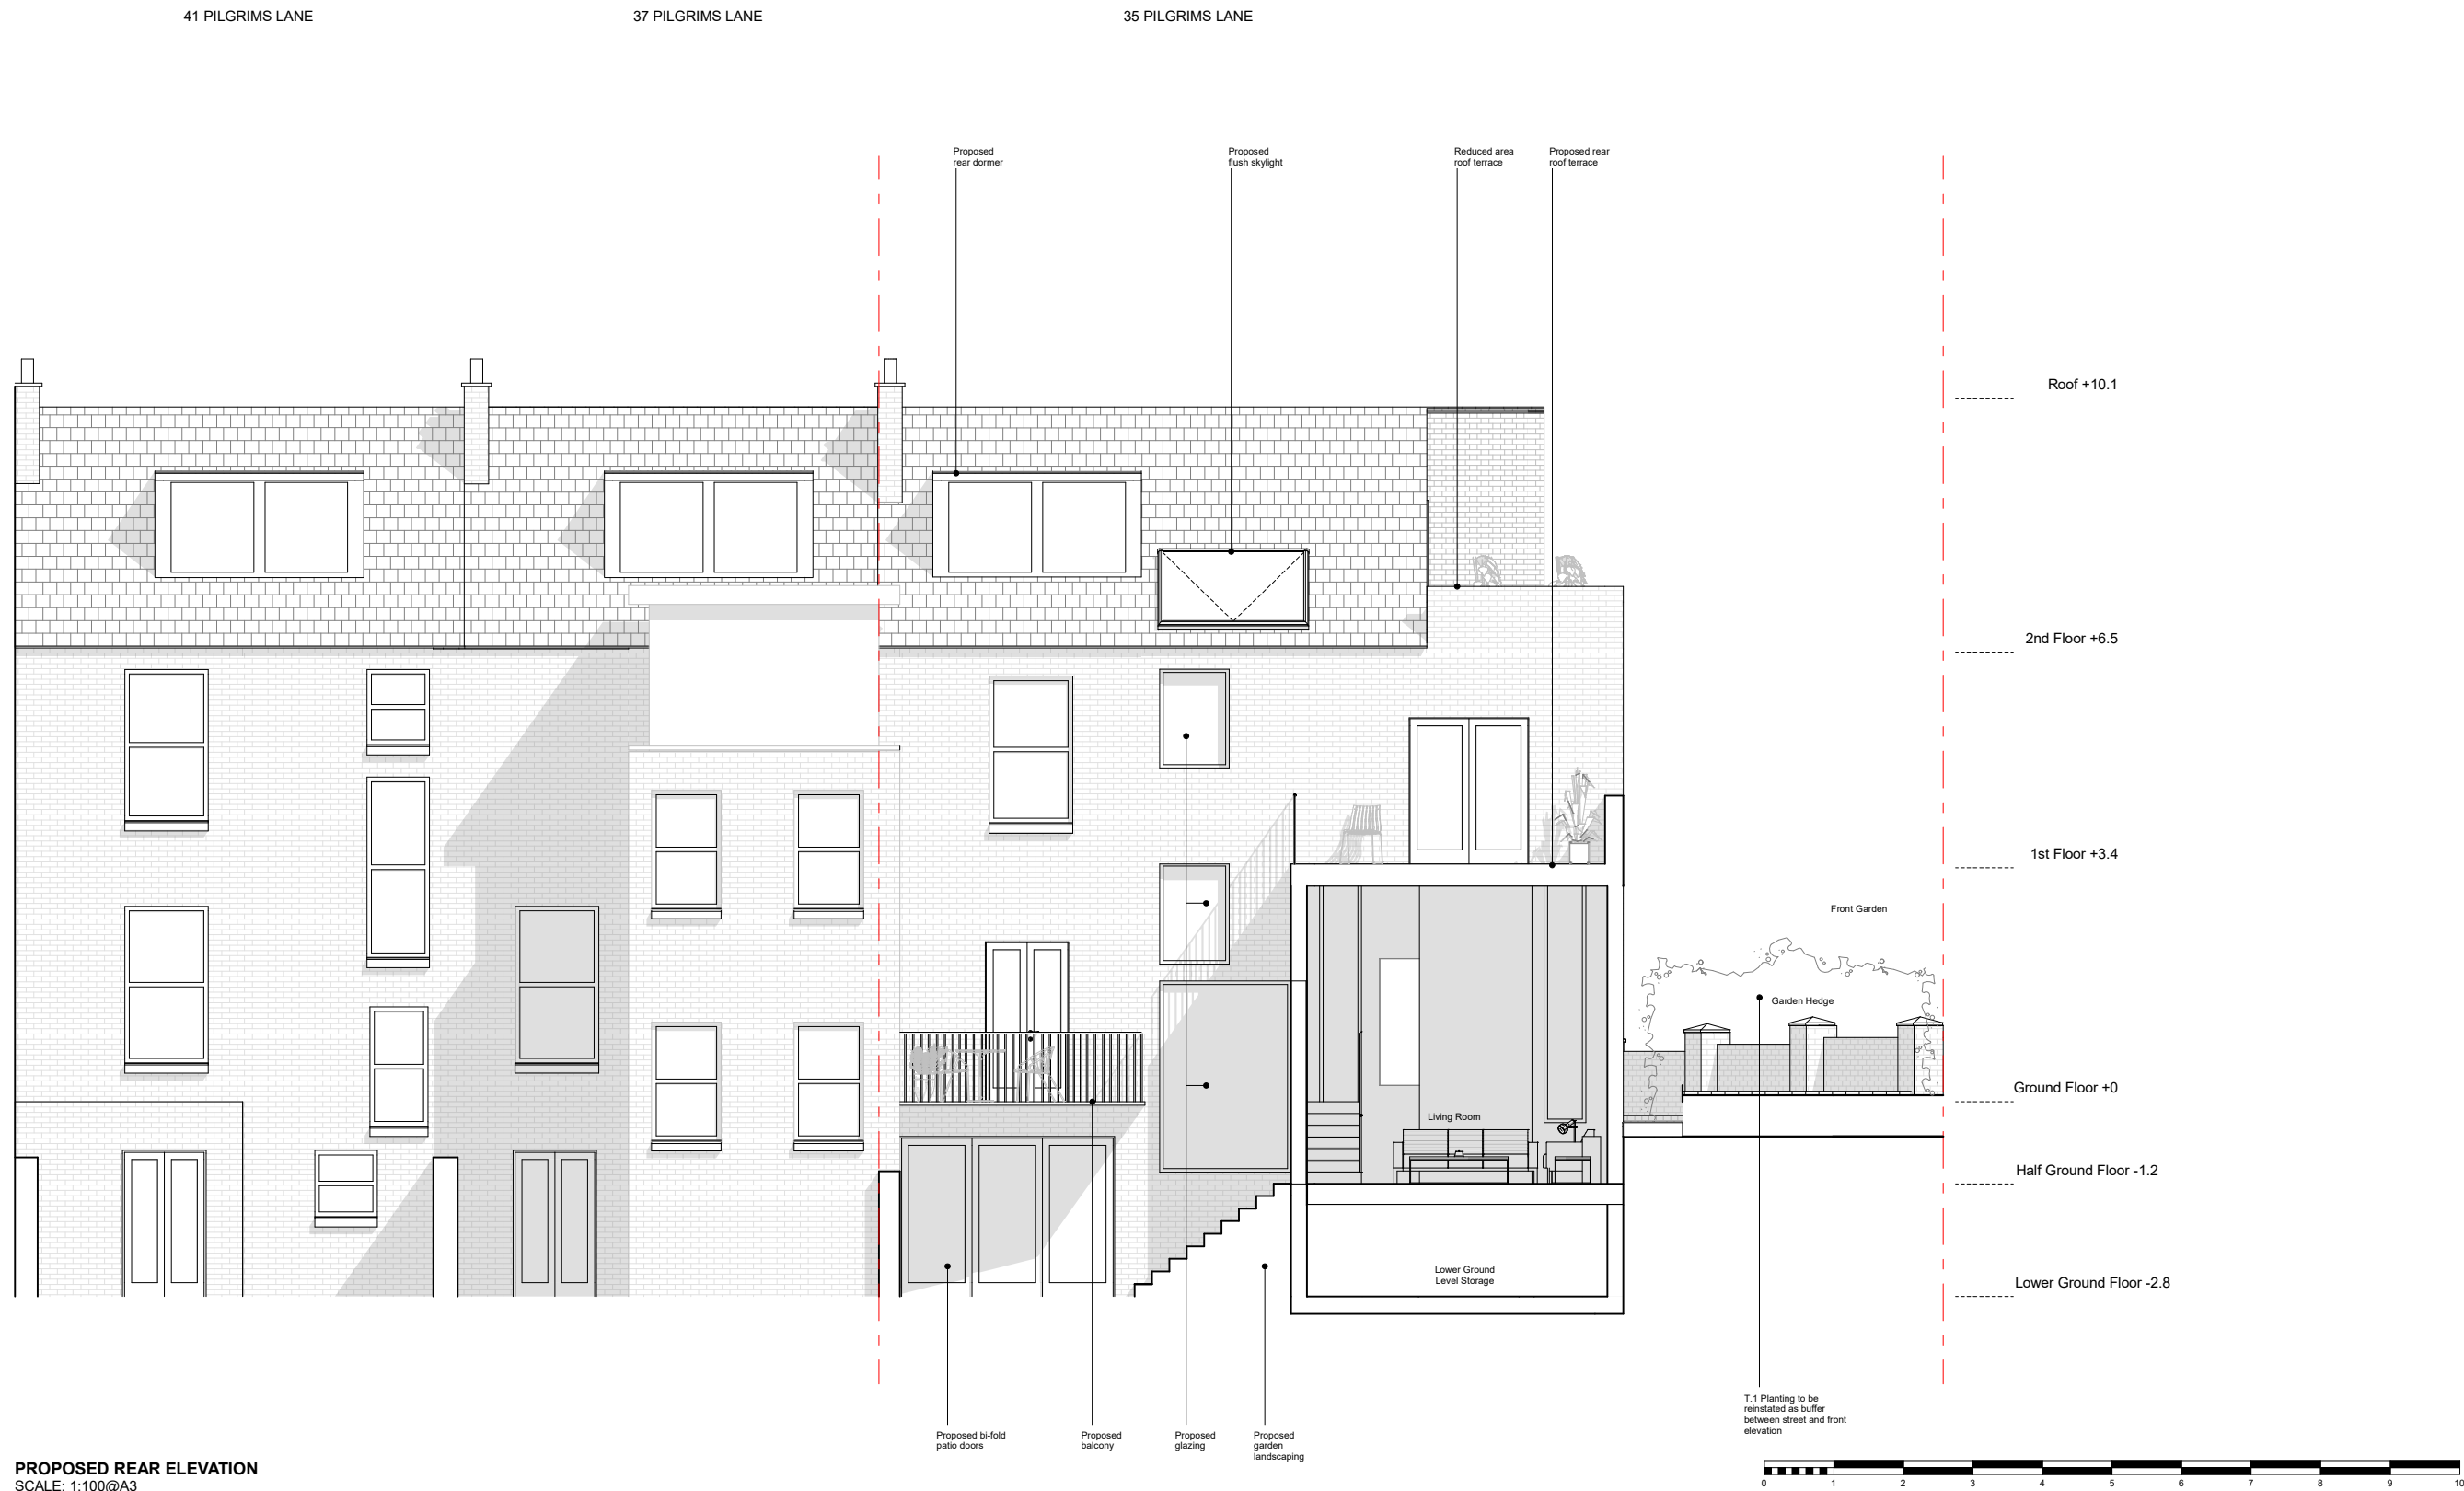 41 PILGRIMS LANE
37 PILGRIMS LANE
35 PILGRIMS LANE
Proposed
rear dormer
Proposed
flush skylight
Reduced area
roof terrace
Proposed rear
roof terrace
Roof +10.1
2nd Floor +6.5
1st Floor +3.4
Front Garden
Garden Hedge
Ground Floor +0
Living Room
Half Ground Floor -1.2
Lower Ground
Level Storage
Lower Ground Floor -2.8
T.1 Planting to be
reinstated as buffer
between street and front
elevation
Proposed bi-fold
patio doors
Proposed
balcony
Proposed
glazing
Proposed
garden
landscaping
PROPOSED REAR ELEVATION
SCALE: 1:100@A3
0 1 2 3 4 5 6 7 8 9 10